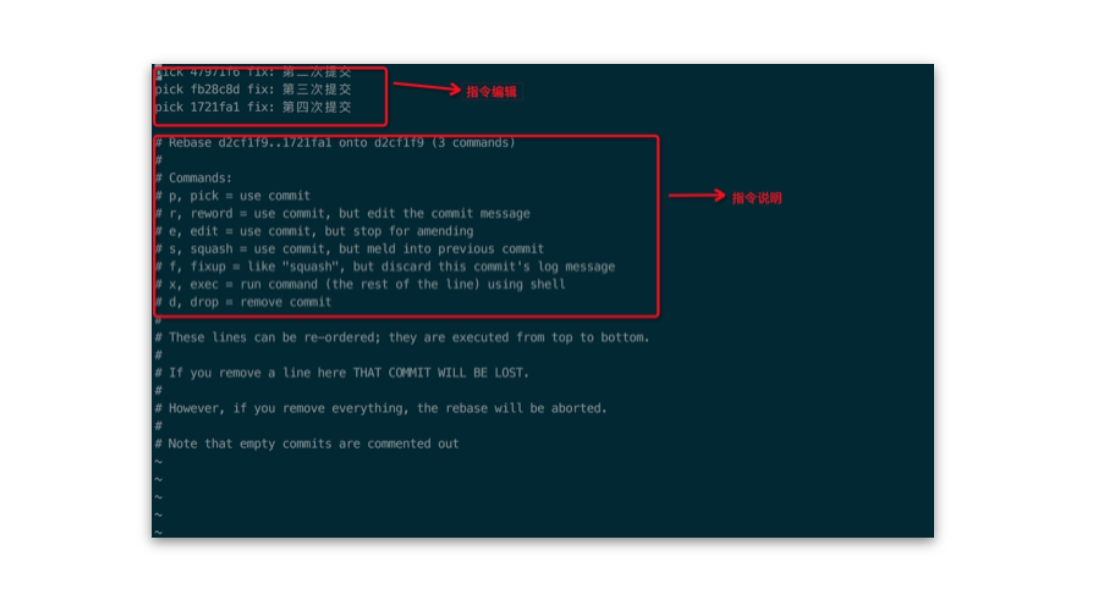 pick 47971f6 fix: 第二次提交
pick fb28c8d fix: 第三次提交
pick 1721fa1 fix: 第四次提交
指令编辑
# Rebase d2cf1f9..1721fa1 onto d2cf1f9 (3 commands)
#
# Commands:
# p, pick = use commit
指令说明
# r, reword = use commit, but edit the commit message
# e, edit = use commit, but stop for amending
# s, squash = use commit, but meld into previous commit
# f, fixup = like "squash", but discard this commit's log message
# x, exec = run command (the rest of the line) using shell
# d, drop = remove commit
#
# These lines can be re-ordered; they are executed from top to bottom.
#
# If you remove a line here THAT COMMIT WILL BE LOST.
#
# However, if you remove everything, the rebase will be aborted.
#
# Note that empty commits are commented out
~
~
~
~
~